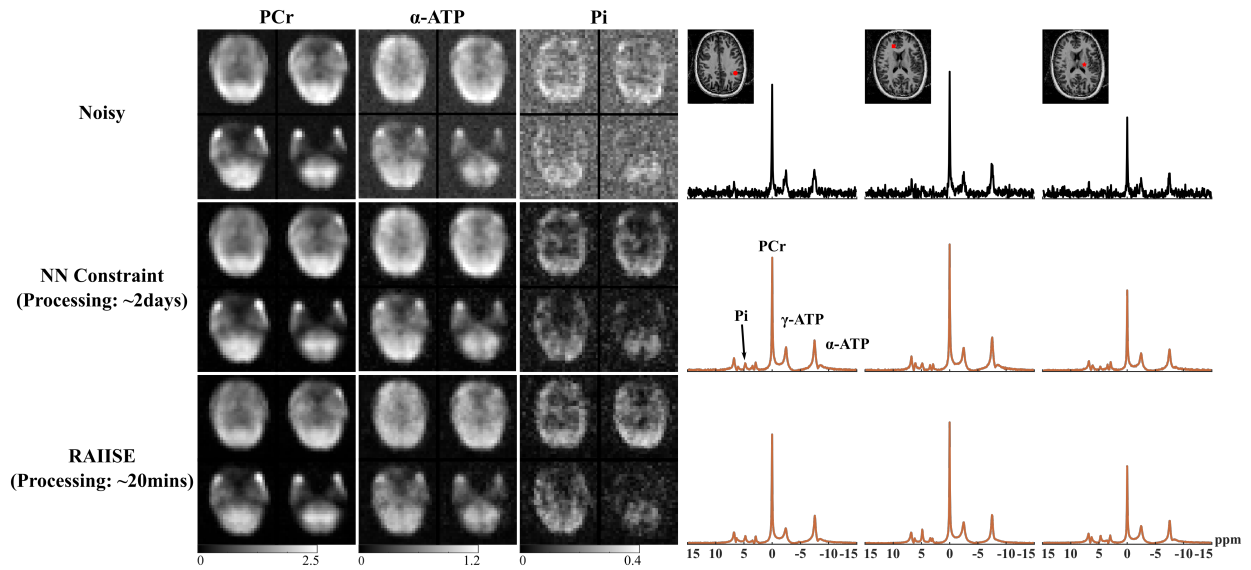 PCr α-ATP Pi
Noisy
NN Constraint
(Processing: ~2days)
PCr
Pi
γ-ATP
α-ATP
RAIISE
(Processing: ~20mins)
0 2.5 0 1.2 0 0.4
15 10 5 0 -5 -10 -15 15 10 5 0 -5 -10 -15 15 10 5 0 -5 -10 -15 ppm